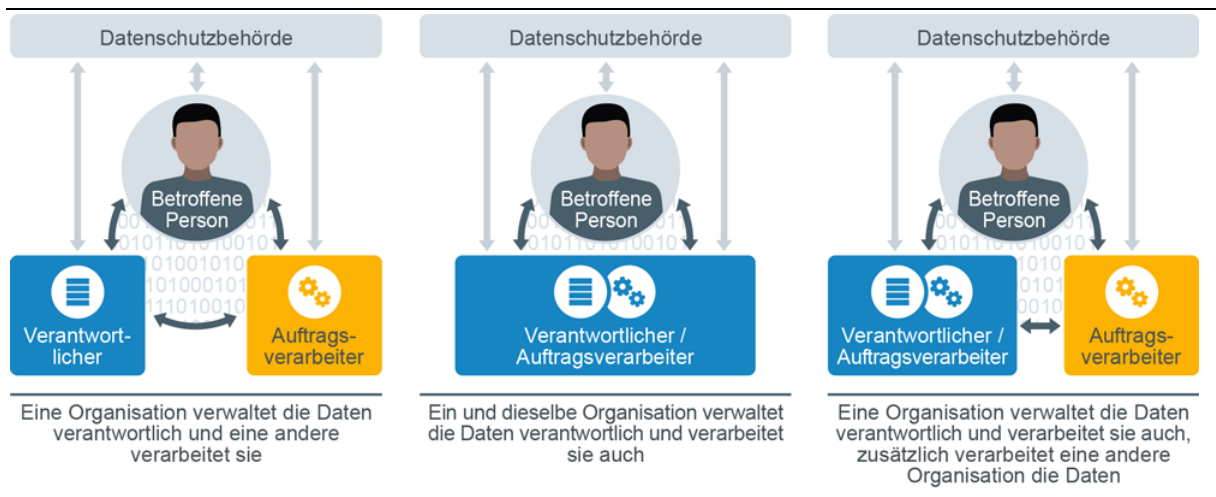 Datenschutzbehörde
Betroffene
Person
Verantwort-
licher
Auftrags-
verarbeiter
Eine Organisation verwaltet die Daten
verantwortlich und eine andere
verarbeitet sie
Datenschutzbehörde
Betroffene
Person
Verantwortlicher /
Auftragsverarbeiter
Ein und dieselbe Organisation verwaltet
die Daten verantwortlich und verarbeitet
sie auch
Datenschutzbehörde
Betroffene
Person
Verantwortlicher /
Auftragsverarbeiter
Auftrags-
verarbeiter
Eine Organisation verwaltet die Daten
verantwortlich und verarbeitet sie auch,
zusätzlich verarbeitet eine andere
Organisation die Daten